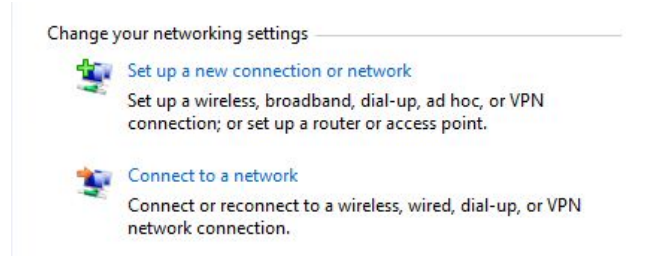 Change your networking settings
Set up a new connection or network
Set up a wireless, broadband, dial-up, ad hoc, or VPN
connection; or set up a router or access point.
Connect to a network
Connect or reconnect to a wireless, wired, dial-up, or VPN
network connection.